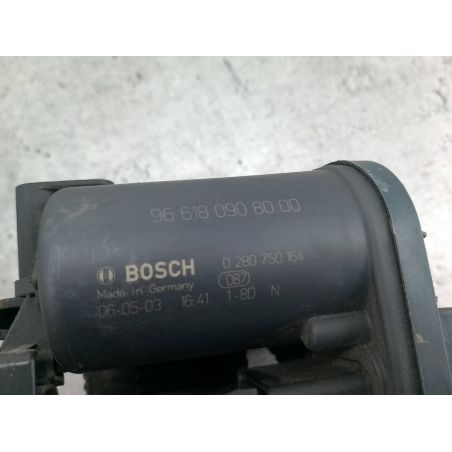 96 618 090 80 00
BOSCH 0 280 750 164
Made in Germany 087
06-05-03 16:41 1-8D N